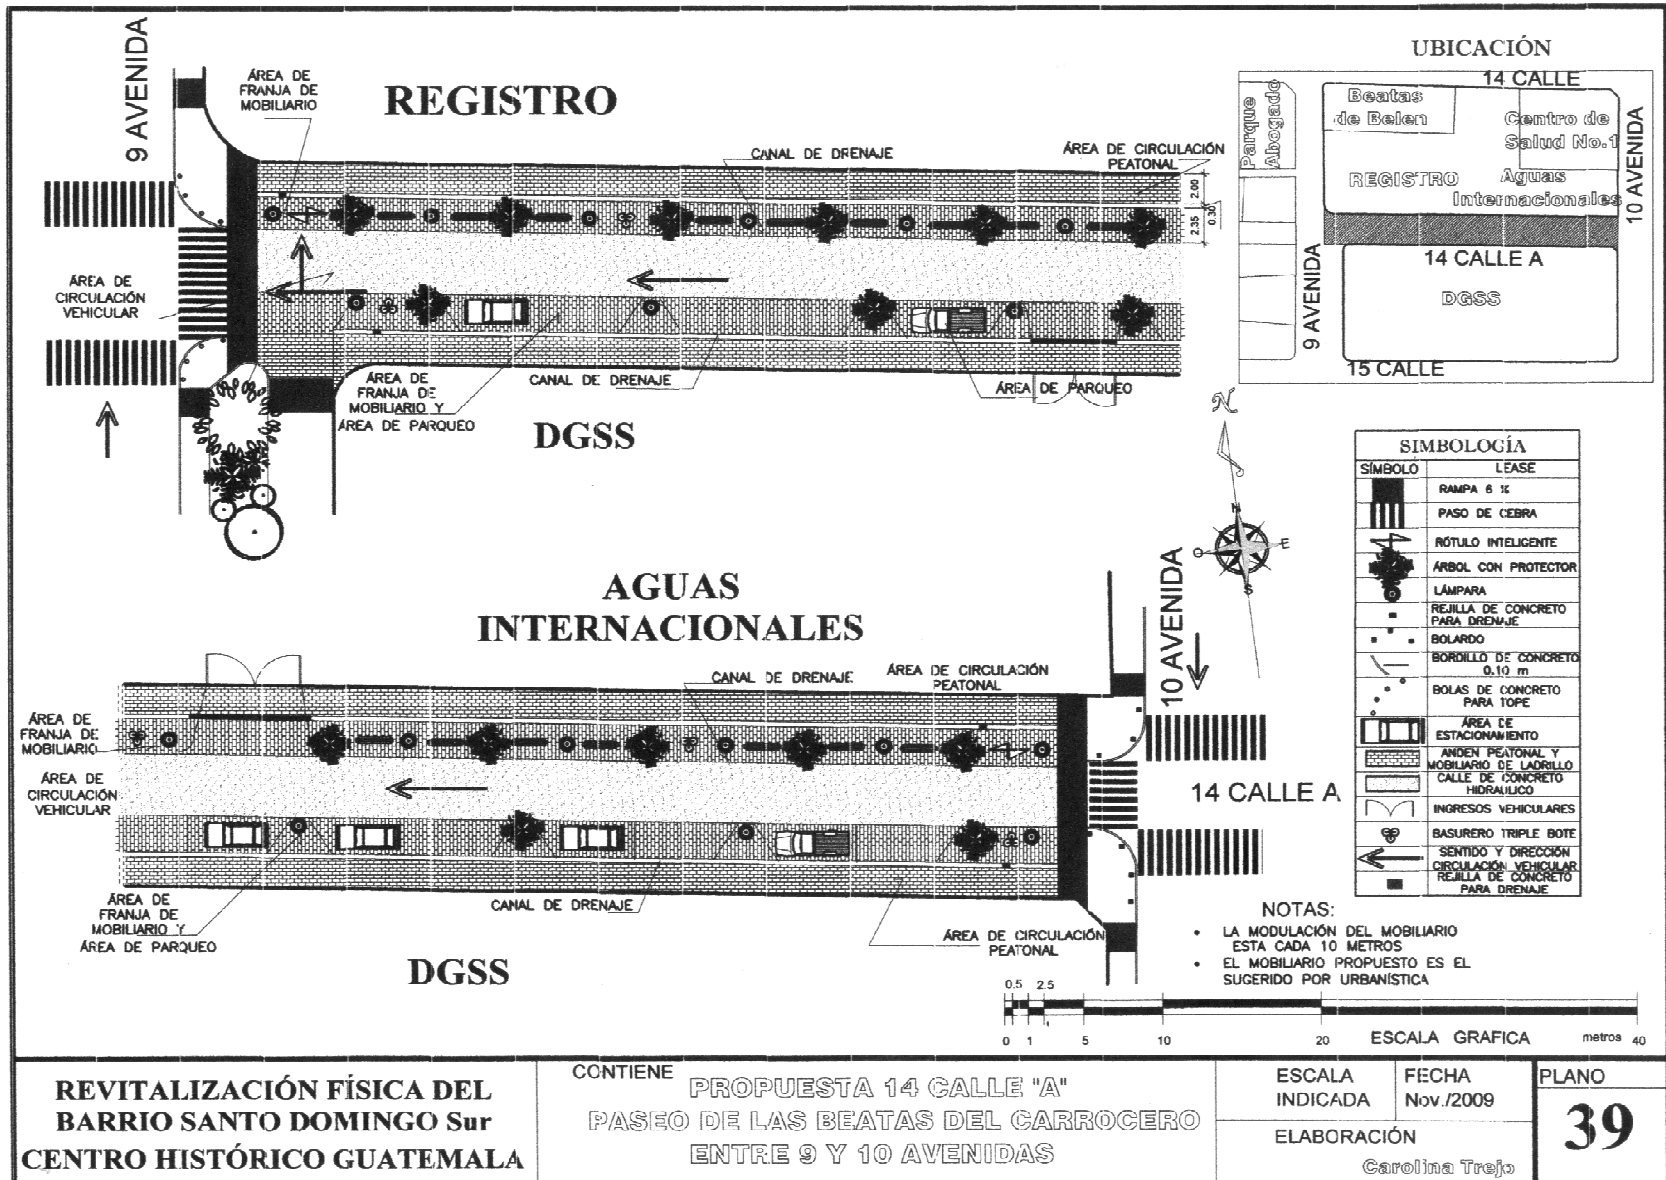 9 AVENIDA
ÁREA DE
FRANJA DE
MOBILIARIO
REGISTRO
CANAL DE DRENAJE
ÁREA DE CIRCULACIÓN
PEATONAL
2.00
0.30
2.35
ÁREA DE
CIRCULACIÓN
VEHICULAR
ÁREA DE
FRANJA DE
MOBILIARIO Y
ÁREA DE PARQUEO
CANAL DE DRENAJE
ÁREA DE PARQUEO
DGSS
UBICACIÓN
14 CALLE
Parque
Abogado
Beatas
de Belen
Centro de
Salud No.1
REGISTRO
Aguas
Internacionales
10 AVENIDA
9 AVENIDA
14 CALLE A
DGSS
15 CALLE
N
N
O
E
S
SIMBOLOGÍA
SÍMBOLO LEASE
RAMPA 6 %
PASO DE CEBRA
RÓTULO INTELIGENTE
ÁRBOL CON PROTECTOR
LÁMPARA
REJILLA DE CONCRETO
PARA DRENAJE
BOLARDO
BORDILLO DE CONCRETO
0.10 m
BOLAS DE CONCRETO
PARA TOPE
ÁREA DE
ESTACIONAMIENTO
ANDEN PEATONAL Y
MOBILIARIO DE LADRILLO
CALLE DE CONCRETO
HIDRAULICO
INGRESOS VEHICULARES
BASURERO TRIPLE BOTE
SENTIDO Y DIRECCIÓN
CIRCULACIÓN VEHICULAR
REJILLA DE CONCRETO
PARA DRENAJE
AGUAS
INTERNACIONALES
10 AVENIDA
CANAL DE DRENAJE
ÁREA DE CIRCULACIÓN
PEATONAL
ÁREA DE
FRANJA DE
MOBILIARIO
ÁREA DE
CIRCULACIÓN
VEHICULAR
14 CALLE A
ÁREA DE
FRANJA DE
MOBILIARIO Y
ÁREA DE PARQUEO
CANAL DE DRENAJE
ÁREA DE CIRCULACIÓN
PEATONAL
DGSS
NOTAS:
• LA MODULACIÓN DEL MOBILIARIO
ESTA CADA 10 METROS
• EL MOBILIARIO PROPUESTO ES EL
SUGERIDO POR URBANÍSTICA
0.5 2.5
0 1 5 10 20 ESCALA GRAFICA metros 40
REVITALIZACIÓN FÍSICA DEL
BARRIO SANTO DOMINGO Sur
CENTRO HISTÓRICO GUATEMALA
CONTIENE
PROPUESTA 14 CALLE "A"
PASEO DE LAS BEATAS DEL CARROCERO
ENTRE 9 Y 10 AVENIDAS
ESCALA
INDICADA
FECHA
Nov./2009
ELABORACIÓN
Carolina Trejo
PLANO
39